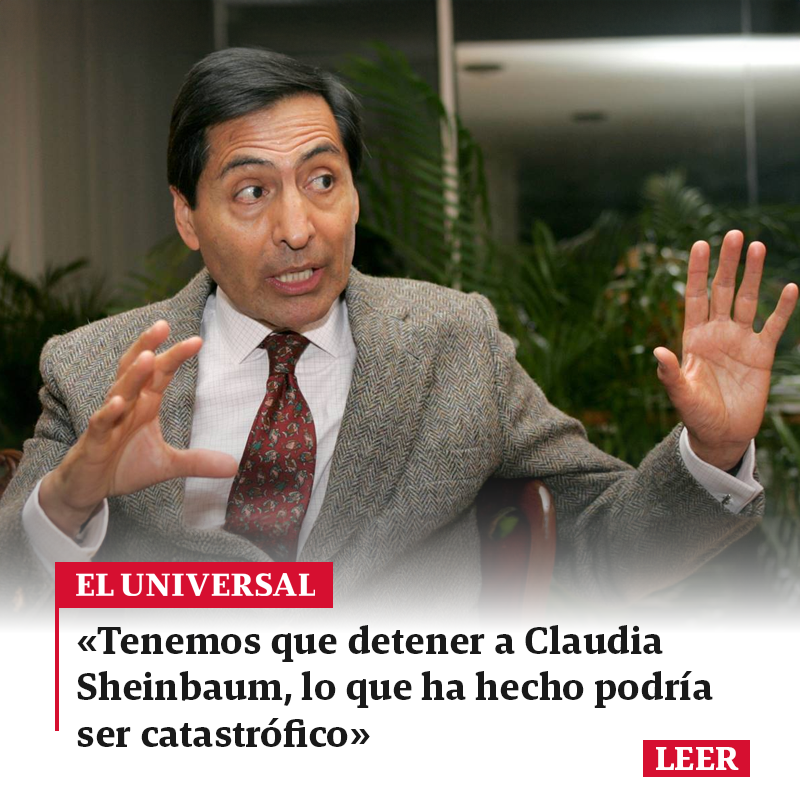 EL UNIVERSAL
«Tenemos que detener a Claudia
Sheinbaum, lo que ha hecho podría
ser catastrófico»
LEER